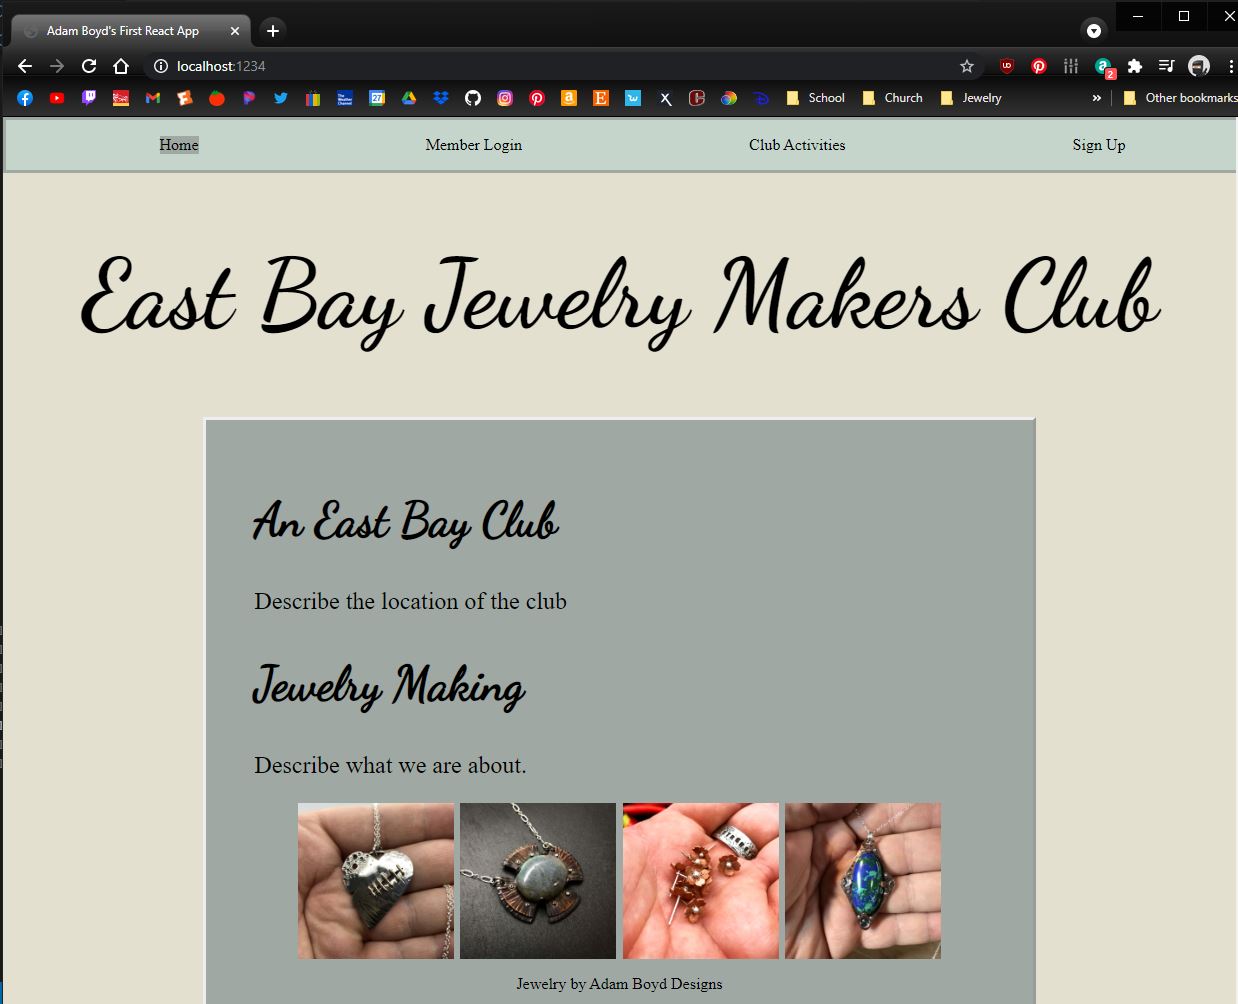 Adam Boyd's First React App
localhost:1234
2
27
School
Church
Jewelry
»
Other bookmarks
Home
Member Login
Club Activities
Sign Up
East Bay Jewelry Makers Club
An East Bay Club
Describe the location of the club
Jewelry Making
Describe what we are about.
Jewelry by Adam Boyd Designs